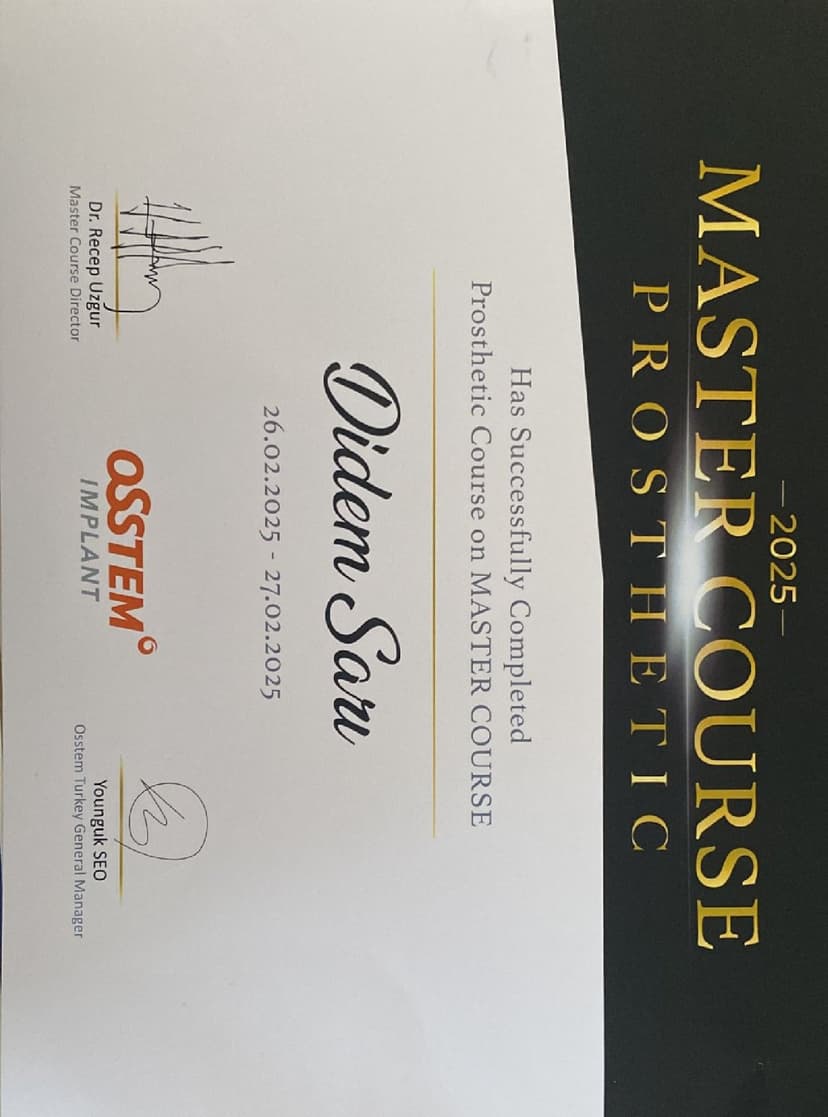 —2025—
MASTER COURSE
PROSTHETIC
Has Successfully Completed
Prosthetic Course on MASTER COURSE
Didem Sarı
26.02.2025 - 27.02.2025
Dr. Recep Uzgur
Master Course Director
OSSTEM
IMPLANT
Younguk SEO
Osstem Turkey General Manager